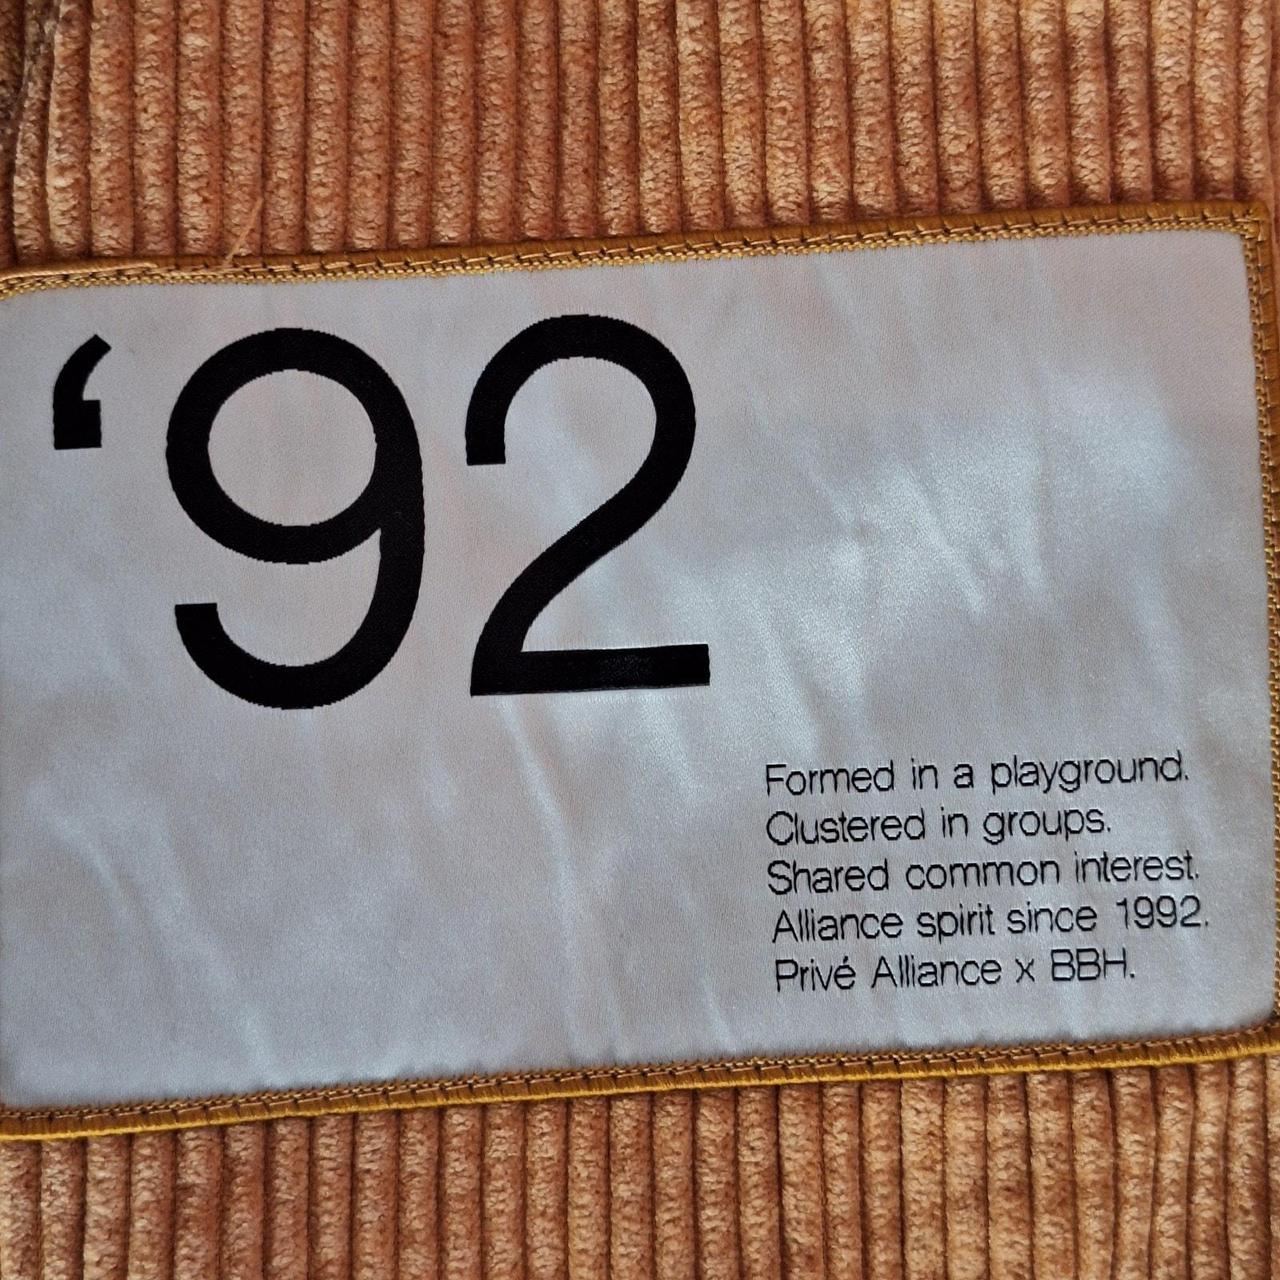 ‘92
Formed in a playground.
Clustered in groups.
Shared common interest.
Alliance spirit since 1992.
Privé Alliance x BBH.